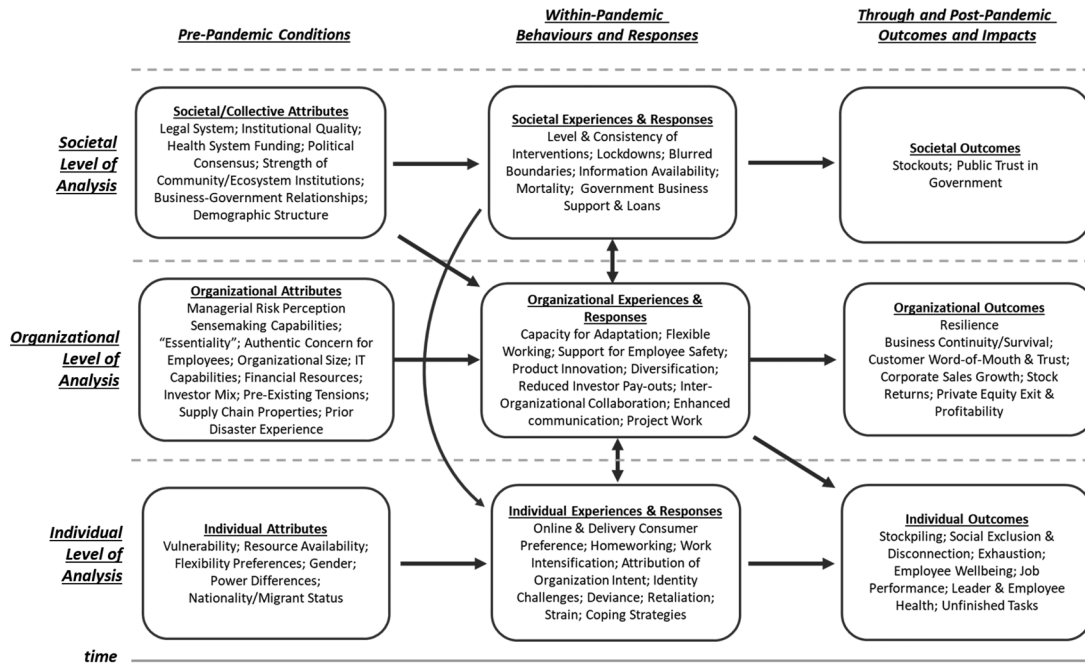 Pre-Pandemic Conditions
Within-Pandemic
Behaviours and Responses
Through and Post-Pandemic
Outcomes and Impacts
Societal
Level of
Analysis
Societal/Collective Attributes
Legal System; Institutional Quality;
Health System Funding; Political
Consensus; Strength of
Community/Ecosystem Institutions;
Business-Government Relationships;
Demographic Structure
Societal Experiences & Responses
Level & Consistency of
Interventions; Lockdowns; Blurred
Boundaries; Information Availability;
Mortality; Government Business
Support & Loans
Societal Outcomes
Stockouts; Public Trust in
Government
Organizational
Level of
Analysis
Organizational Attributes
Managerial Risk Perception
Sensemaking Capabilities;
“Essentiality”; Authentic Concern for
Employees; Organizational Size; IT
Capabilities; Financial Resources;
Investor Mix; Pre-Existing Tensions;
Supply Chain Properties; Prior
Disaster Experience
Organizational Experiences &
Responses
Capacity for Adaptation; Flexible
Working; Support for Employee Safety;
Product Innovation; Diversification;
Reduced Investor Pay-outs; Inter-
Organizational Collaboration; Enhanced
communication; Project Work
Organizational Outcomes
Resilience
Business Continuity/Survival;
Customer Word-of-Mouth & Trust;
Corporate Sales Growth; Stock
Returns; Private Equity Exit &
Profitability
Individual
Level of
Analysis
Individual Attributes
Vulnerability; Resource Availability;
Flexibility Preferences; Gender;
Power Differences;
Nationality/Migrant Status
Individual Experiences & Responses
Online & Delivery Consumer
Preference; Homeworking; Work
Intensification; Attribution of
Organization Intent; Identity
Challenges; Deviance; Retaliation;
Strain; Coping Strategies
Individual Outcomes
Stockpiling; Social Exclusion &
Disconnection; Exhaustion;
Employee Wellbeing; Job
Performance; Leader & Employee
Health; Unfinished Tasks
time